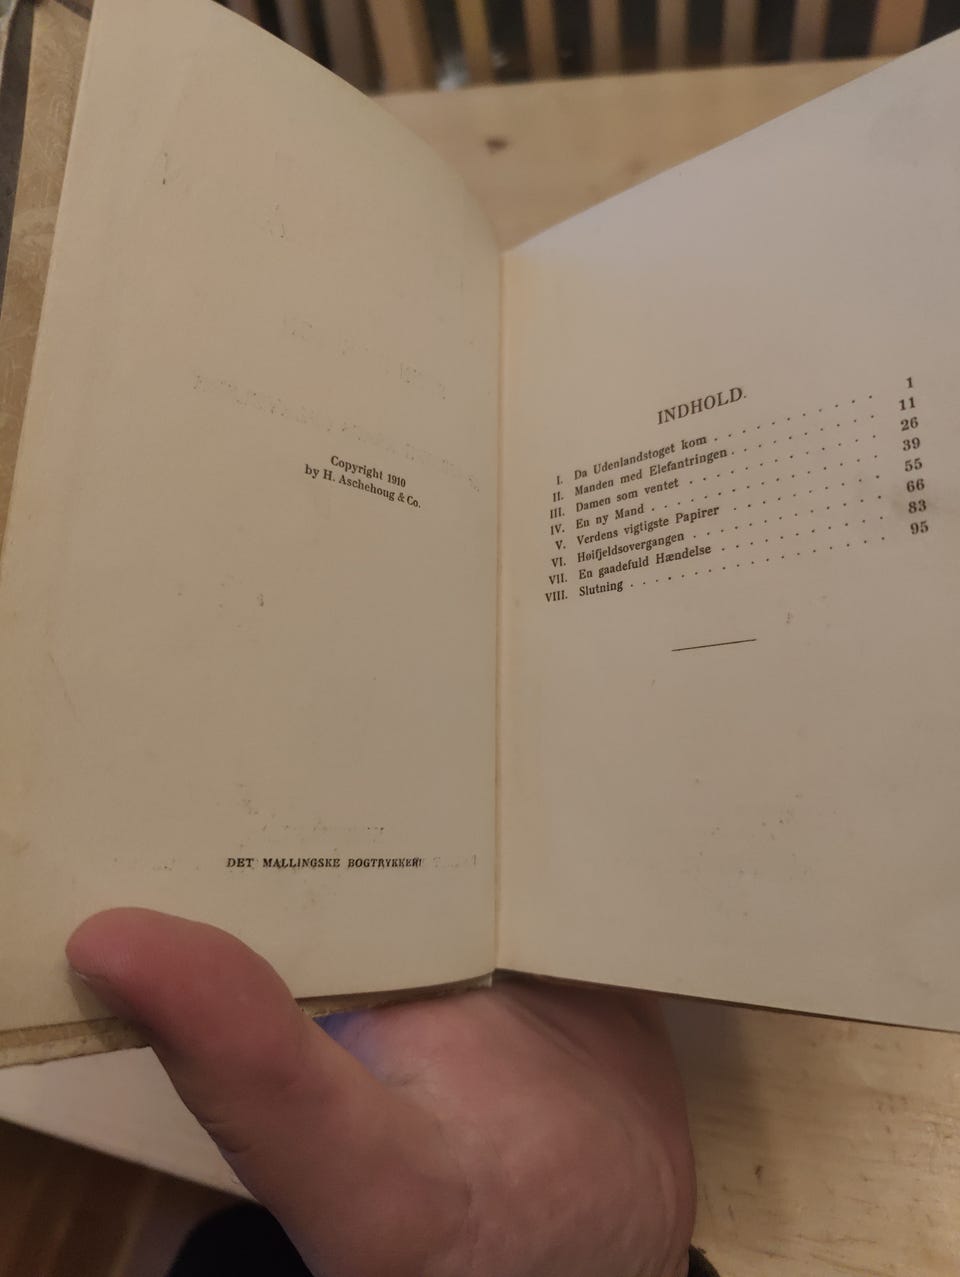 Copyright 1910
by H. Aschehoug & Co.
DET MALLINGSKE BOGTRYKKERI
INDHOLD.
I. Da Udenlandstoget kom . . . . . . . . . . . 1
II. Manden med Elefantringen . . . . . . . . . . 11
III. Damen som ventet . . . . . . . . . . . . 26
IV. En ny Mand . . . . . . . . . . . . . . 39
V. Verdens vigtigste Papirer . . . . . . . . . . 55
VI. Høifjeldsovergangen . . . . . . . . . . . . 66
VII. En gaadefuld Hændelse . . . . . . . . . . 83
VIII. Slutning . . . . . . . . . . . . . . . 95